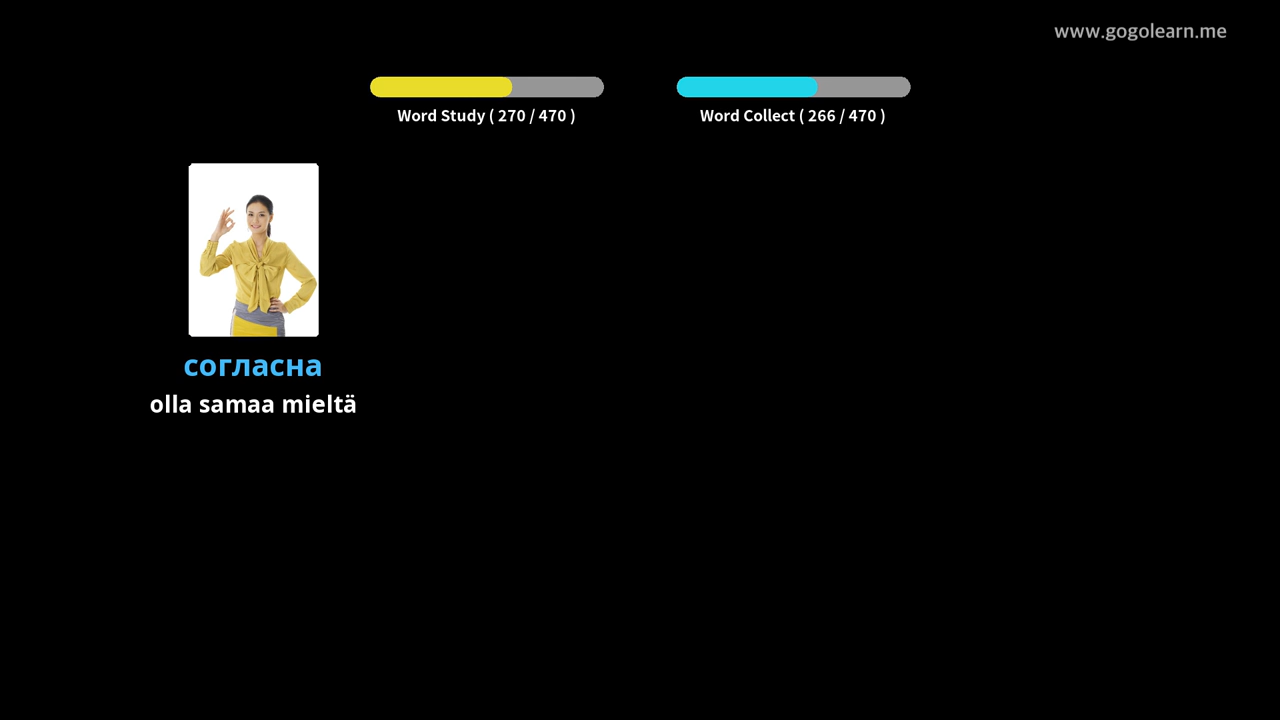 www.gogolearn.me
Word Study ( 270 / 470 )
Word Collect ( 266 / 470 )
согласна
olla samaa mieltä